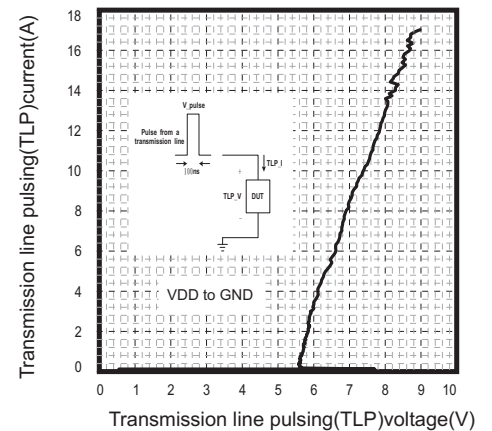 Transmission line pulsing(TLP)current(A)
18
16
14
12
10
8
6
4
2
0
V_pulse
Pulse from a
transmission line
100ns
TLP_I
+
TLP_V
DUT
-
VDD to GND
0 1 2 3 4 5 6 7 8 9 10
Transmission line pulsing(TLP)voltage(V)